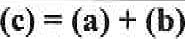 (c) = (a) + (b)